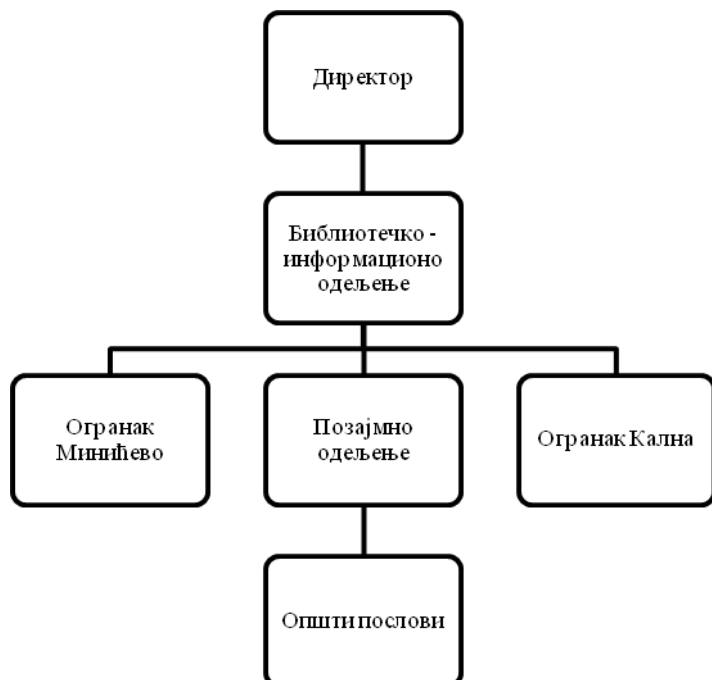 Директор
Библиотечко -
информационо
одељење
Огранак
Минићево
Позајмно
одељење
Огранак Кална
Општи послови